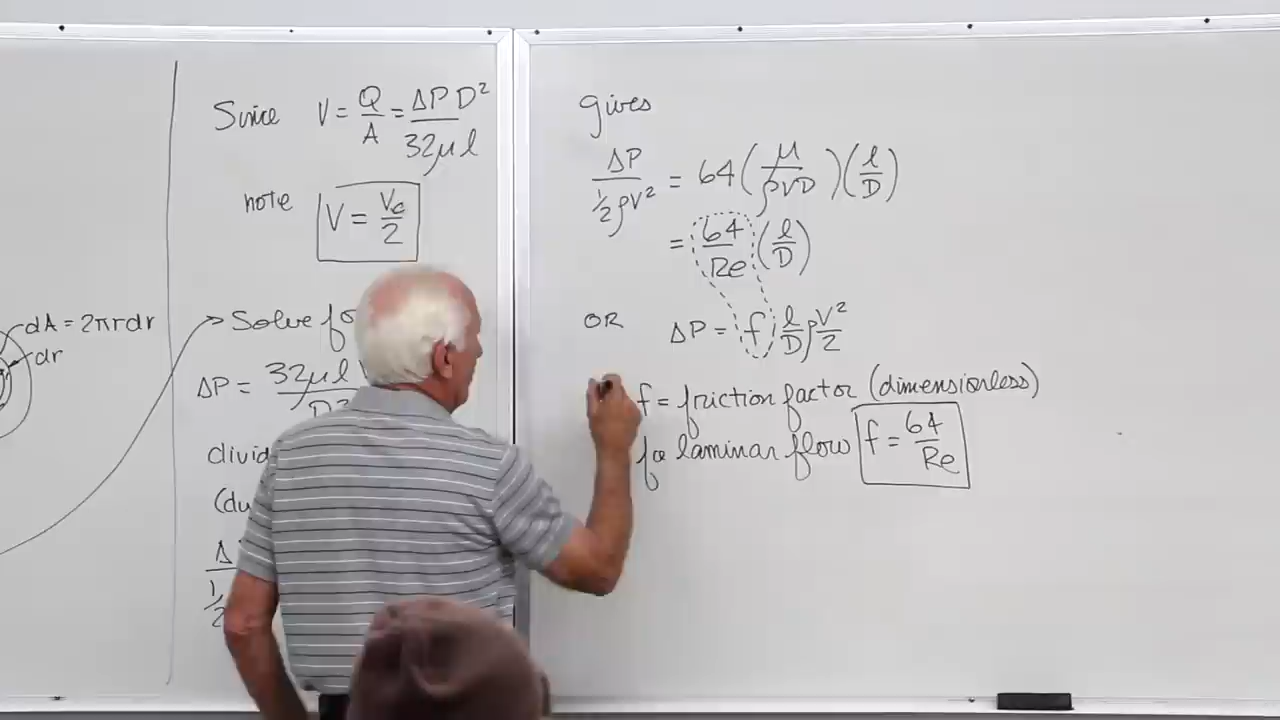 dA = 2πrdr
dr
Since V = Q/A = ΔP D²/32μl
note V = Vc/2
Solve fo
ΔP = 32μl
D²
divid
(du
Δ
1/2
gives
ΔP/(½ρV²) = 64 (μ/ρVD)(l/D)
= 64/Re (l/D)
OR ΔP = f l/D ρV²/2
f = friction factor (dimensionless)
for laminar flow f = 64/Re